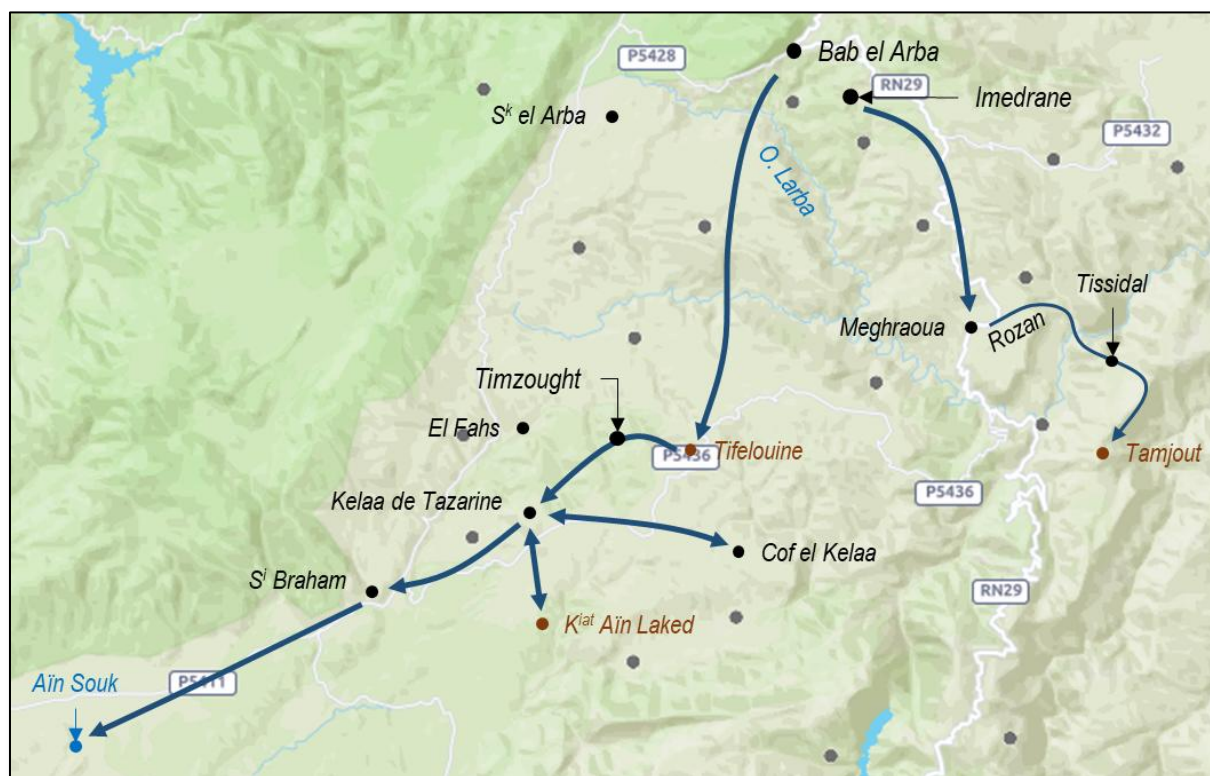 Bab el Arba
P5428
RN29
Imedrane
Sᵏ el Arba
P5432
O. Larba
Tissidal
Meghraoua
Rozan
Timzought
El Fahs
P5436
Tifelouine
Tamjout
P5436
Kelaa de Tazarine
Cof el Kelaa
Sⁱ Braham
RN29
Kⁱᵃᵗ Aïn Laked
Aïn Souk
P5411